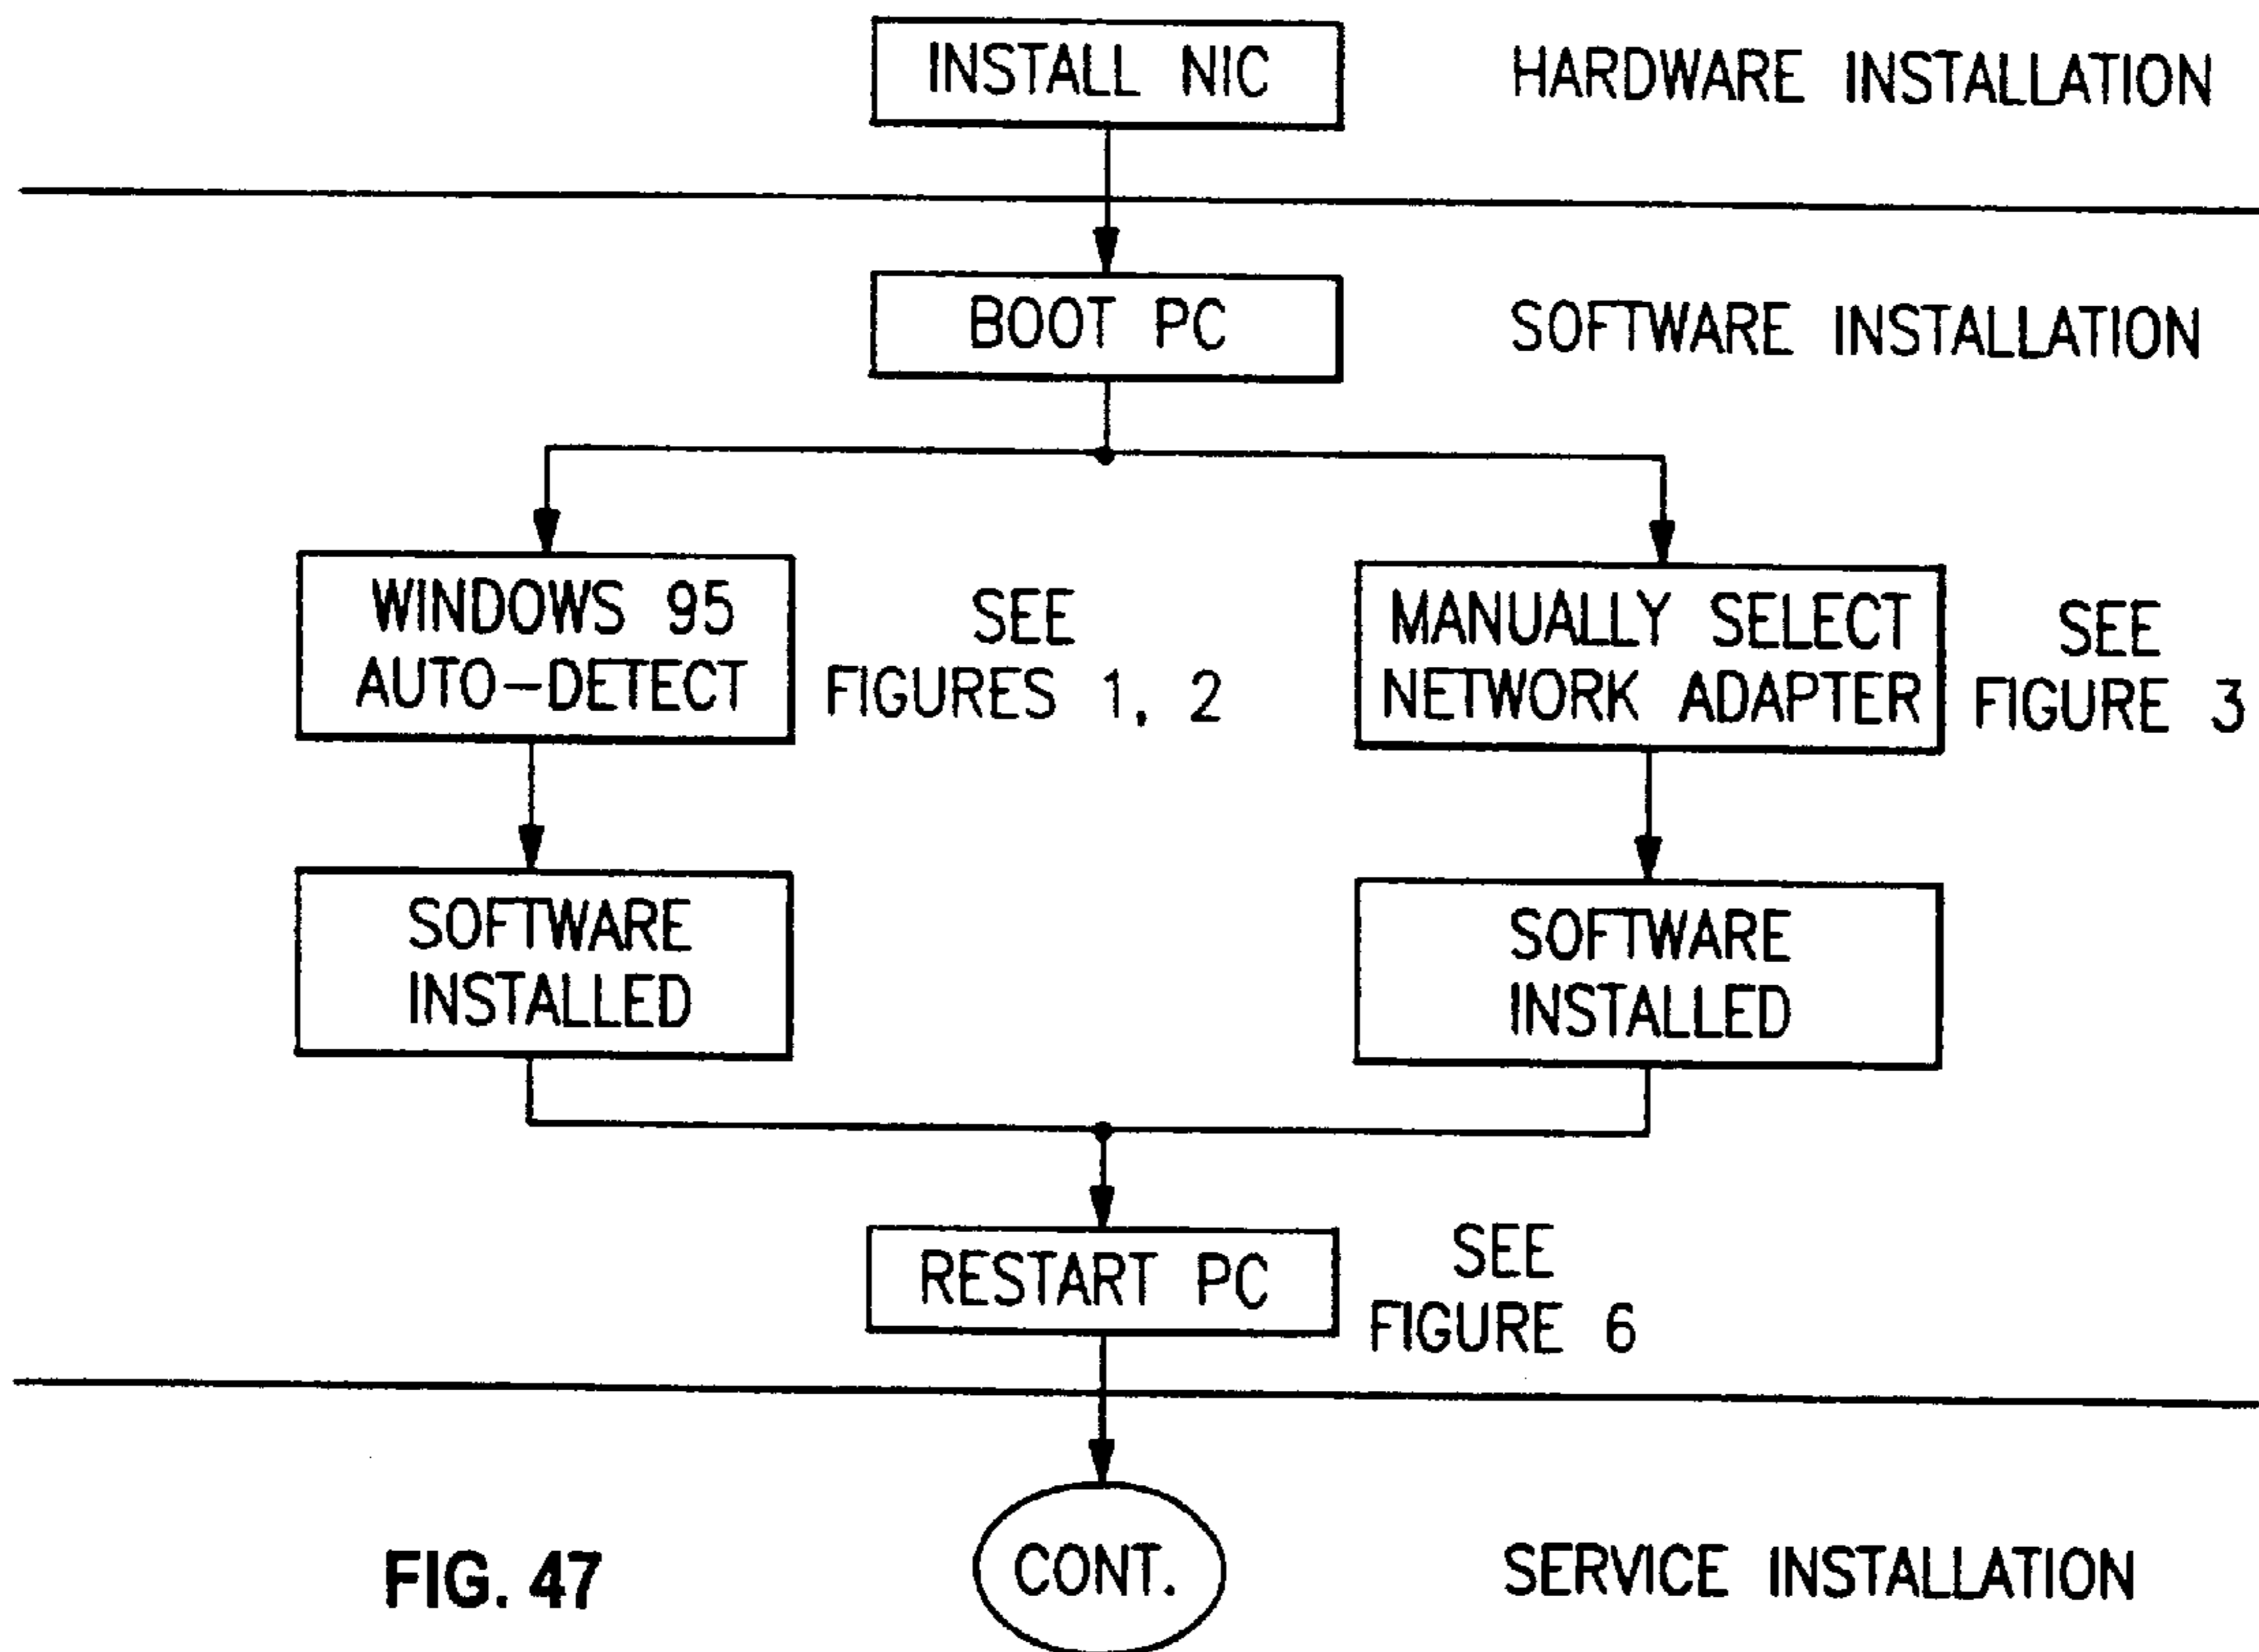 INSTALL NIC
HARDWARE INSTALLATION
BOOT PC
SOFTWARE INSTALLATION
WINDOWS 95
AUTO-DETECT
SEE
FIGURES 1, 2
MANUALLY SELECT
NETWORK ADAPTER
SEE
FIGURE 3
SOFTWARE
INSTALLED
SOFTWARE
INSTALLED
RESTART PC
SEE
FIGURE 6
CONT.
SERVICE INSTALLATION
FIG. 47